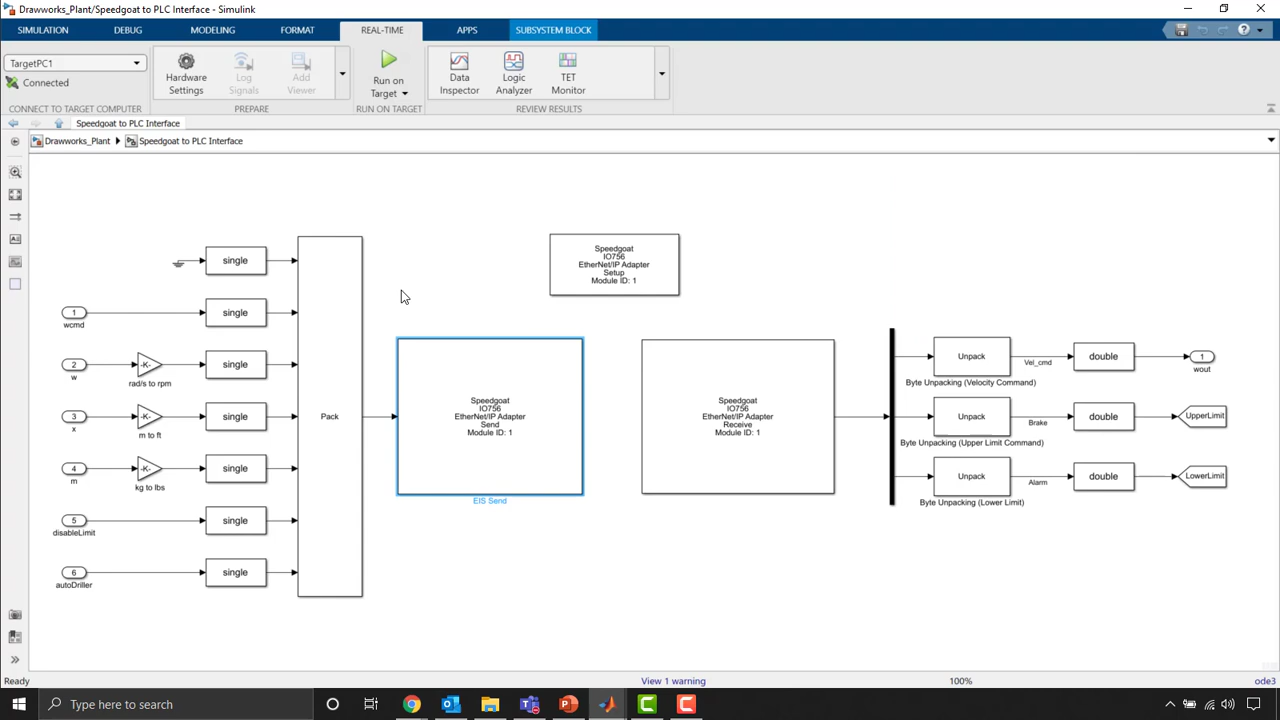 Drawworks_Plant/Speedgoat to PLC Interface - Simulink
SIMULATION DEBUG MODELING FORMAT REAL-TIME APPS SUBSYSTEM BLOCK
TargetPC1
Connected
Hardware Settings
Log Signals
Add Viewer
Run on Target
Data Inspector
Logic Analyzer
TET Monitor
CONNECT TO TARGET COMPUTER PREPARE RUN ON TARGET REVIEW RESULTS
Speedgoat to PLC Interface
Drawworks_Plant Speedgoat to PLC Interface
single
1
wcmd
single
2
w
-K-
rad/s to rpm
single
3
x
-K-
m to ft
single
4
m
-K-
kg to lbs
single
5
disableLimit
single
6
autoDriller
single
Pack
Speedgoat
IO756
EtherNet/IP Adapter
Setup
Module ID: 1
Speedgoat
IO756
EtherNet/IP Adapter
Send
Module ID: 1
EIS Send
Speedgoat
IO756
EtherNet/IP Adapter
Receive
Module ID: 1
Unpack
Byte Unpacking (Velocity Command)
Vel_cmd
double
1
wout
Unpack
Byte Unpacking (Upper Limit Command)
Brake
double
UpperLimit
Unpack
Byte Unpacking (Lower Limit)
Alarm
double
LowerLimit
Ready View 1 warning 100% ode3
Type here to search